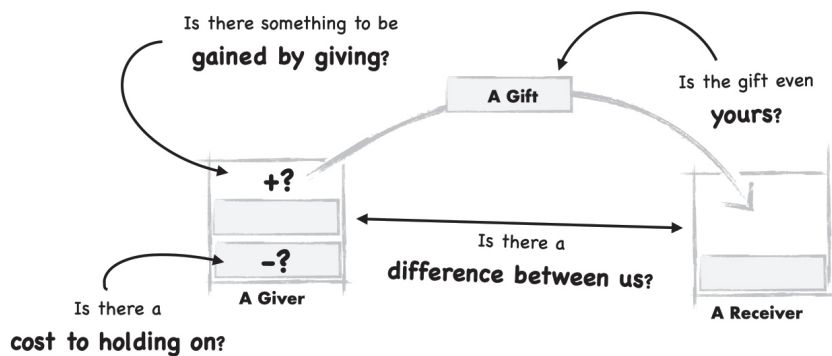 Is there something to be
gained by giving?
A Gift
Is the gift even
yours?
+?
Is there a
difference between us?
-?
A Giver
Is there a
cost to holding on?
A Receiver